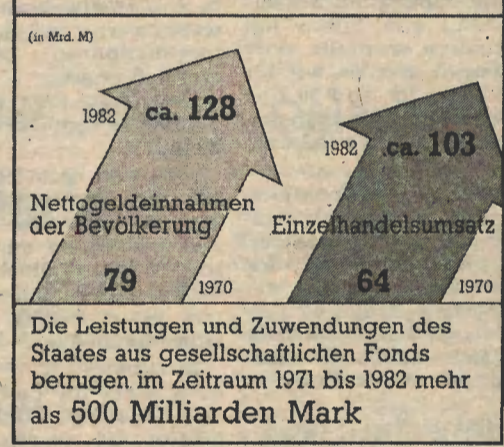 (in Mrd. M)
1982 ca. 128
1982 ca. 103
Nettogeldeinnahmen
der Bevölkerung
Einzelhandelsumsatz
79 1970
64 1970
Die Leistungen und Zuwendungen des
Staates aus gesellschaftlichen Fonds
betrugen im Zeitraum 1971 bis 1982 mehr
als 500 Milliarden Mark